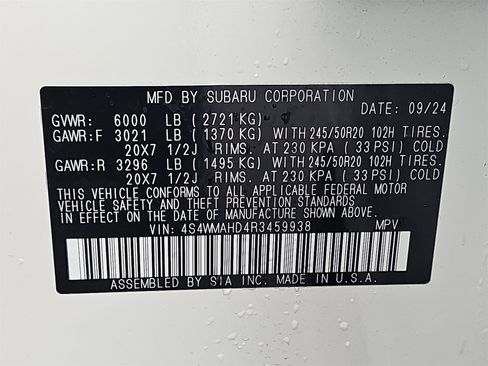 MFD BY SUBARU CORPORATION
DATE: 09/24
GVWR: 6000 LB (2721 KG)
GAWR:F 3021 LB (1370 KG) WITH 245/50R20 102H TIRES.
20X7 1/2J RIMS. AT 230 KPA (33 PSI) COLD
GAWR:R 3296 LB (1495 KG) WITH 245/50R20 102H TIRES.
20X7 1/2J RIMS. AT 230 KPA (33 PSI) COLD
THIS VEHICLE CONFORMS TO ALL APPLICABLE FEDERAL MOTOR
VEHICLE SAFETY AND THEFT PREVENTION STANDARDS
IN EFFECT ON THE DATE OF MANUFACTURE SHOWN ABOVE.
VIN: 4S4WMAHD4R3459938 MPV
ASSEMBLED BY SIA INC. MADE IN U.S.A.